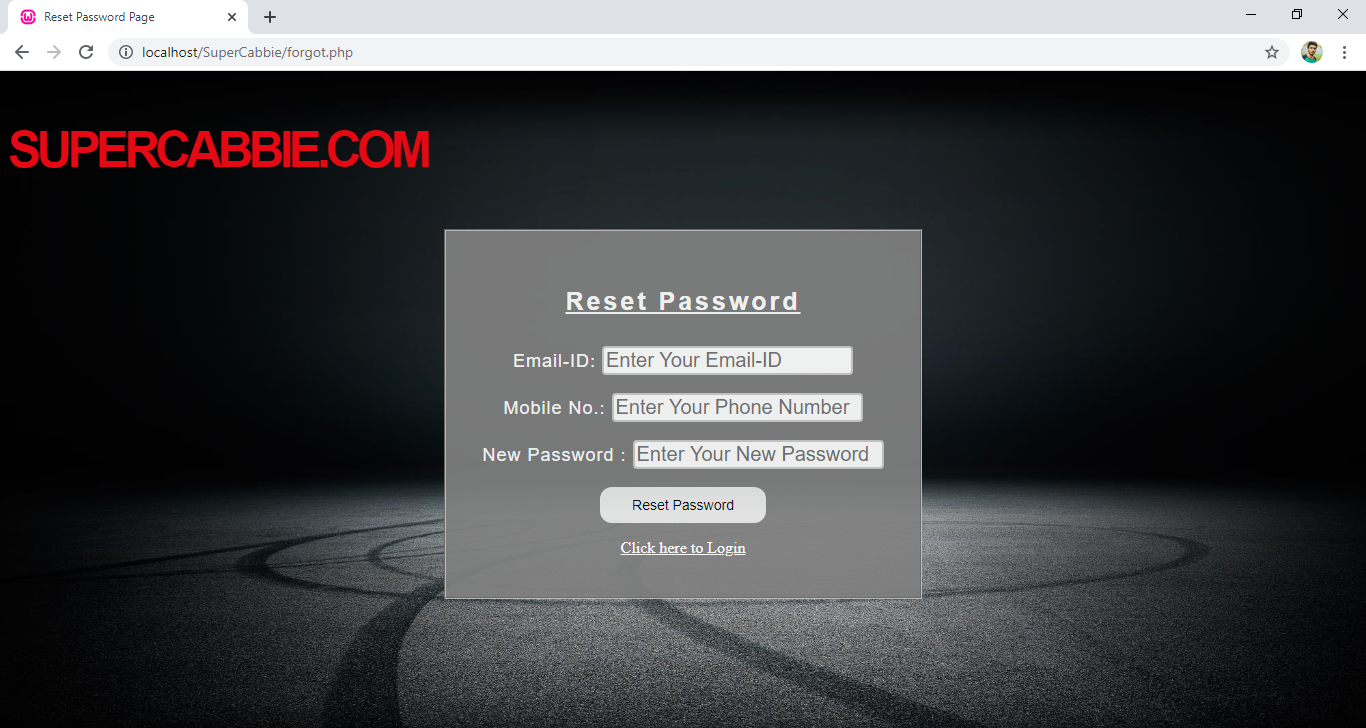 Reset Password Page
localhost/SuperCabbie/forgot.php
SUPERCABBIE.COM
Reset Password
Email-ID: Enter Your Email-ID
Mobile No.: Enter Your Phone Number
New Password : Enter Your New Password
Reset Password
Click here to Login